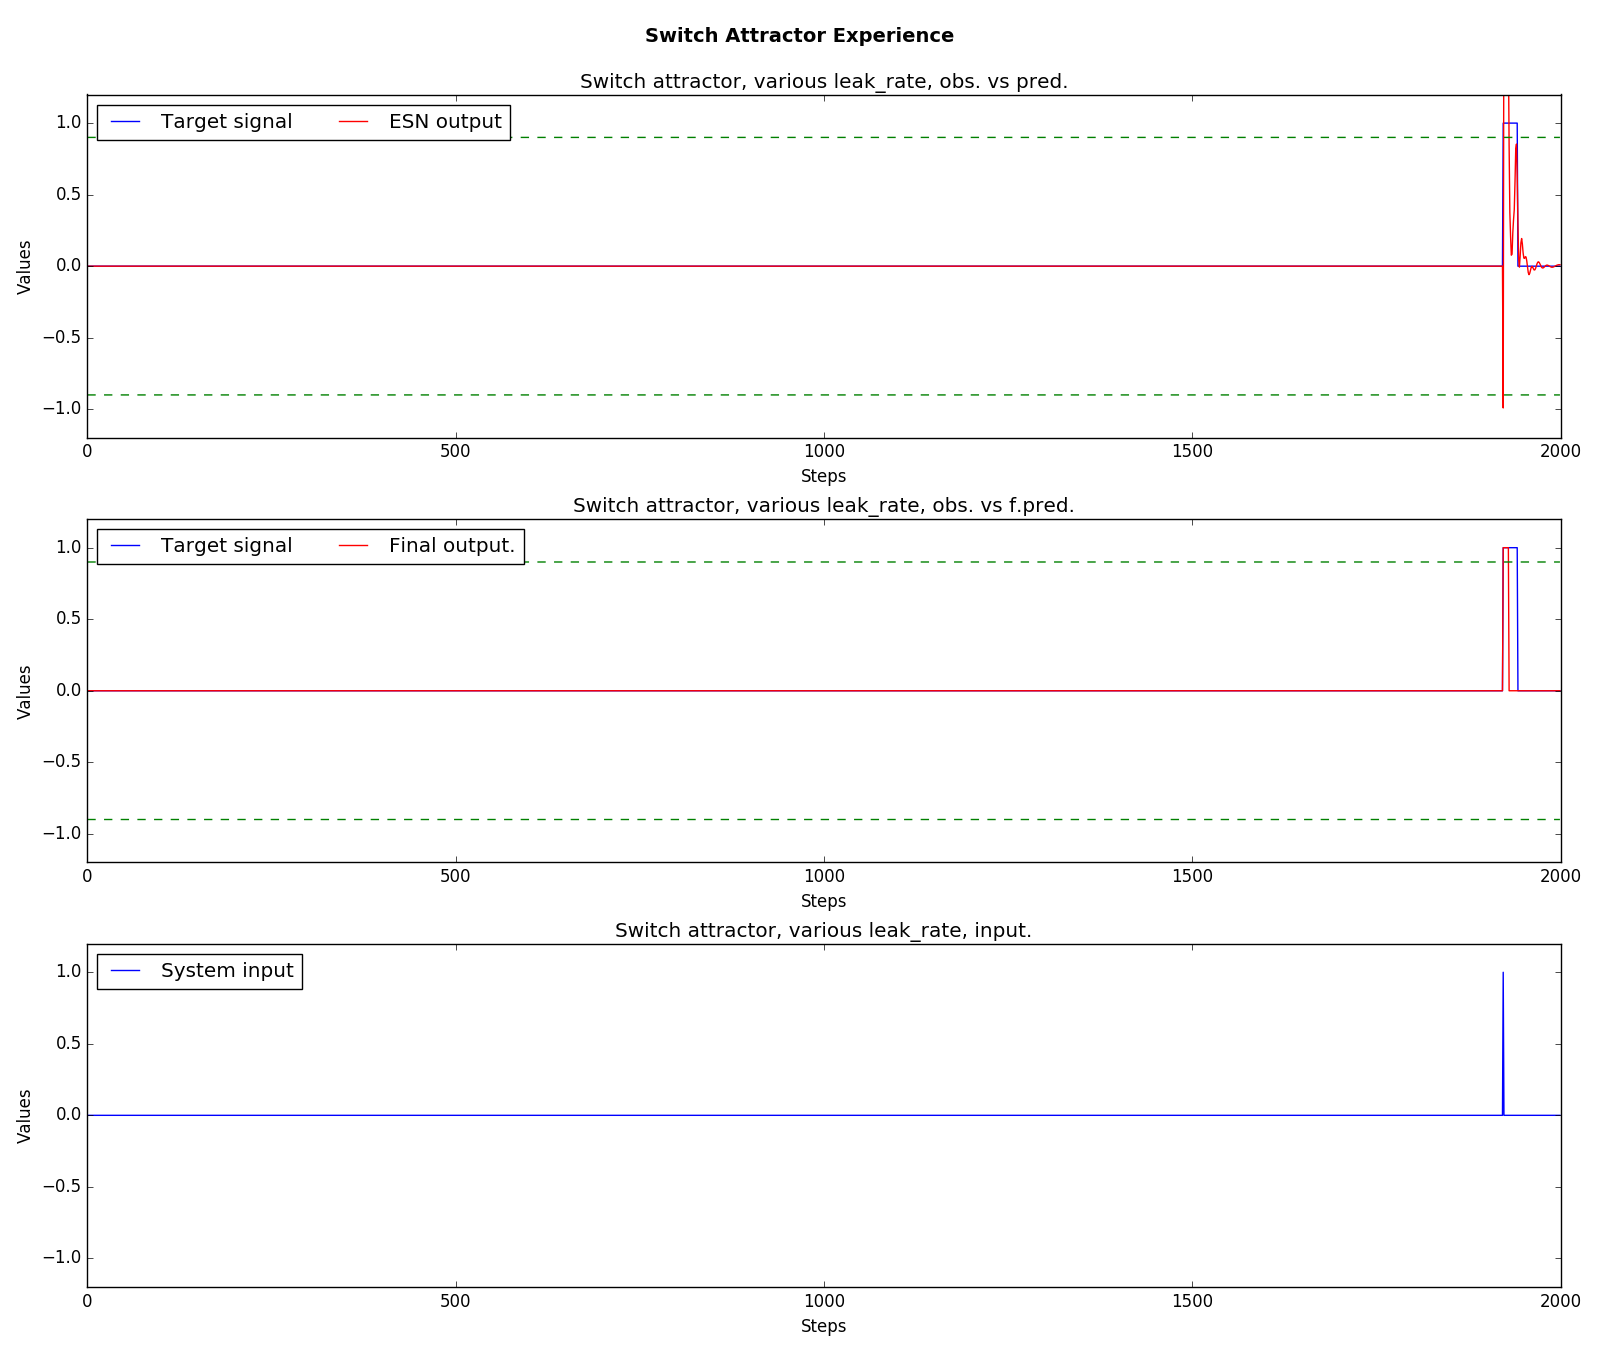 Switch Attractor Experience
Switch attractor, various leak_rate, obs. vs pred.
Target signal ESN output
1.0
0.5
0.0
−0.5
−1.0
Values
0 500 1000 1500 2000
Steps
Switch attractor, various leak_rate, obs. vs f.pred.
Target signal Final output.
1.0
0.5
0.0
−0.5
−1.0
Values
0 500 1000 1500 2000
Steps
Switch attractor, various leak_rate, input.
System input
1.0
0.5
0.0
−0.5
−1.0
Values
0 500 1000 1500 2000
Steps